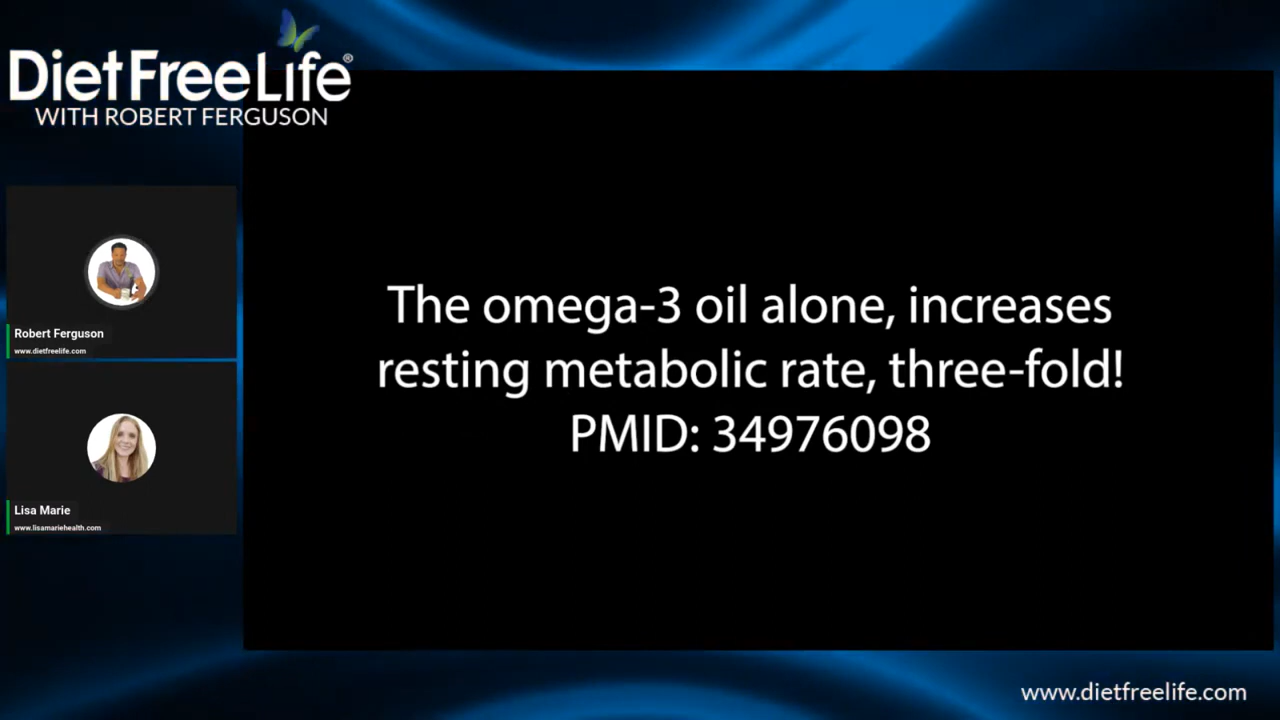 DietFreeLife®
WITH ROBERT FERGUSON
Robert Ferguson
www.dietfreelife.com
Lisa Marie
www.lisamariehealth.com
The omega-3 oil alone, increases
resting metabolic rate, three-fold!
PMID: 34976098
www.dietfreelife.com